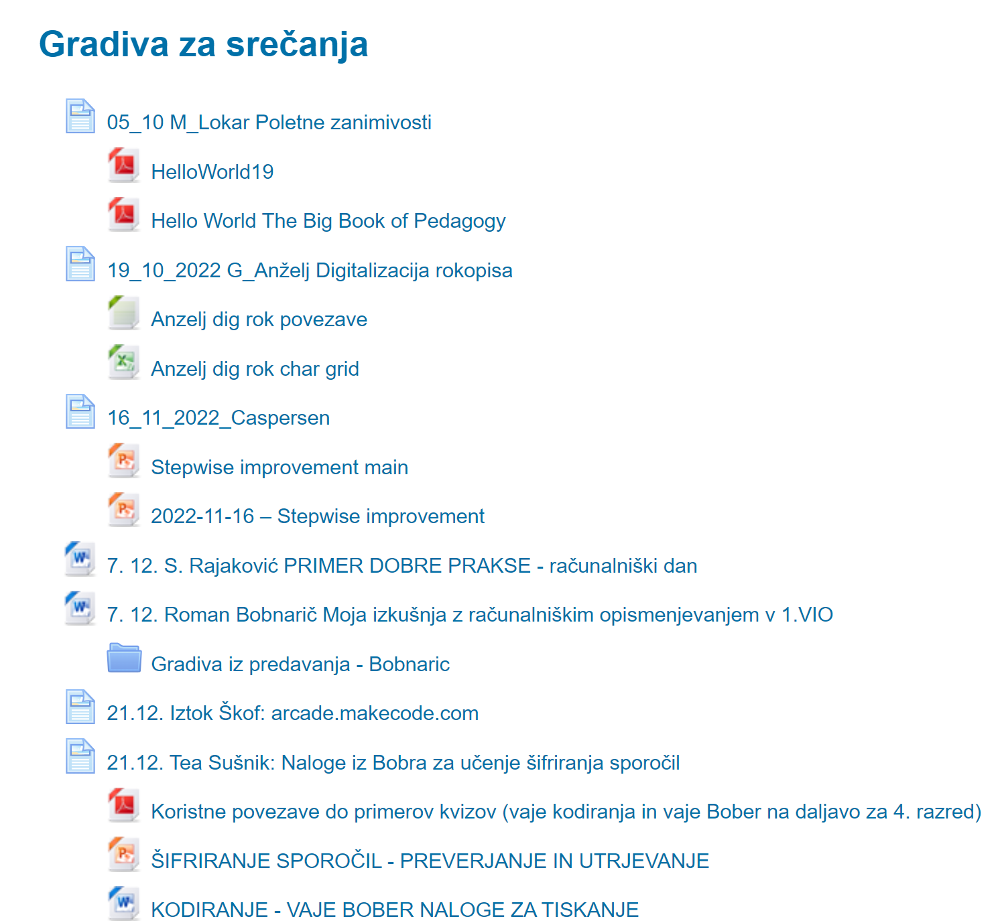 Gradiva za srečanja
05_10 M_Lokar Poletne zanimivosti
HelloWorld19
Hello World The Big Book of Pedagogy
19_10_2022 G_Anželj Digitalizacija rokopisa
Anzelj dig rok povezave
Anzelj dig rok char grid
16_11_2022_Caspersen
Stepwise improvement main
2022-11-16 – Stepwise improvement
7. 12. S. Rajaković PRIMER DOBRE PRAKSE - računalniški dan
7. 12. Roman Bobnarič Moja izkušnja z računalniškim opismenjevanjem v 1.VIO
Gradiva iz predavanja - Bobnaric
21.12. Iztok Škof: arcade.makecode.com
21.12. Tea Sušnik: Naloge iz Bobra za učenje šifriranja sporočil
Koristne povezave do primerov kvizov (vaje kodiranja in vaje Bober na daljavo za 4. razred)
ŠIFRIRANJE SPOROČIL - PREVERJANJE IN UTRJEVANJE
KODIRANJE - VAJE BOBER NALOGE ZA TISKANJE